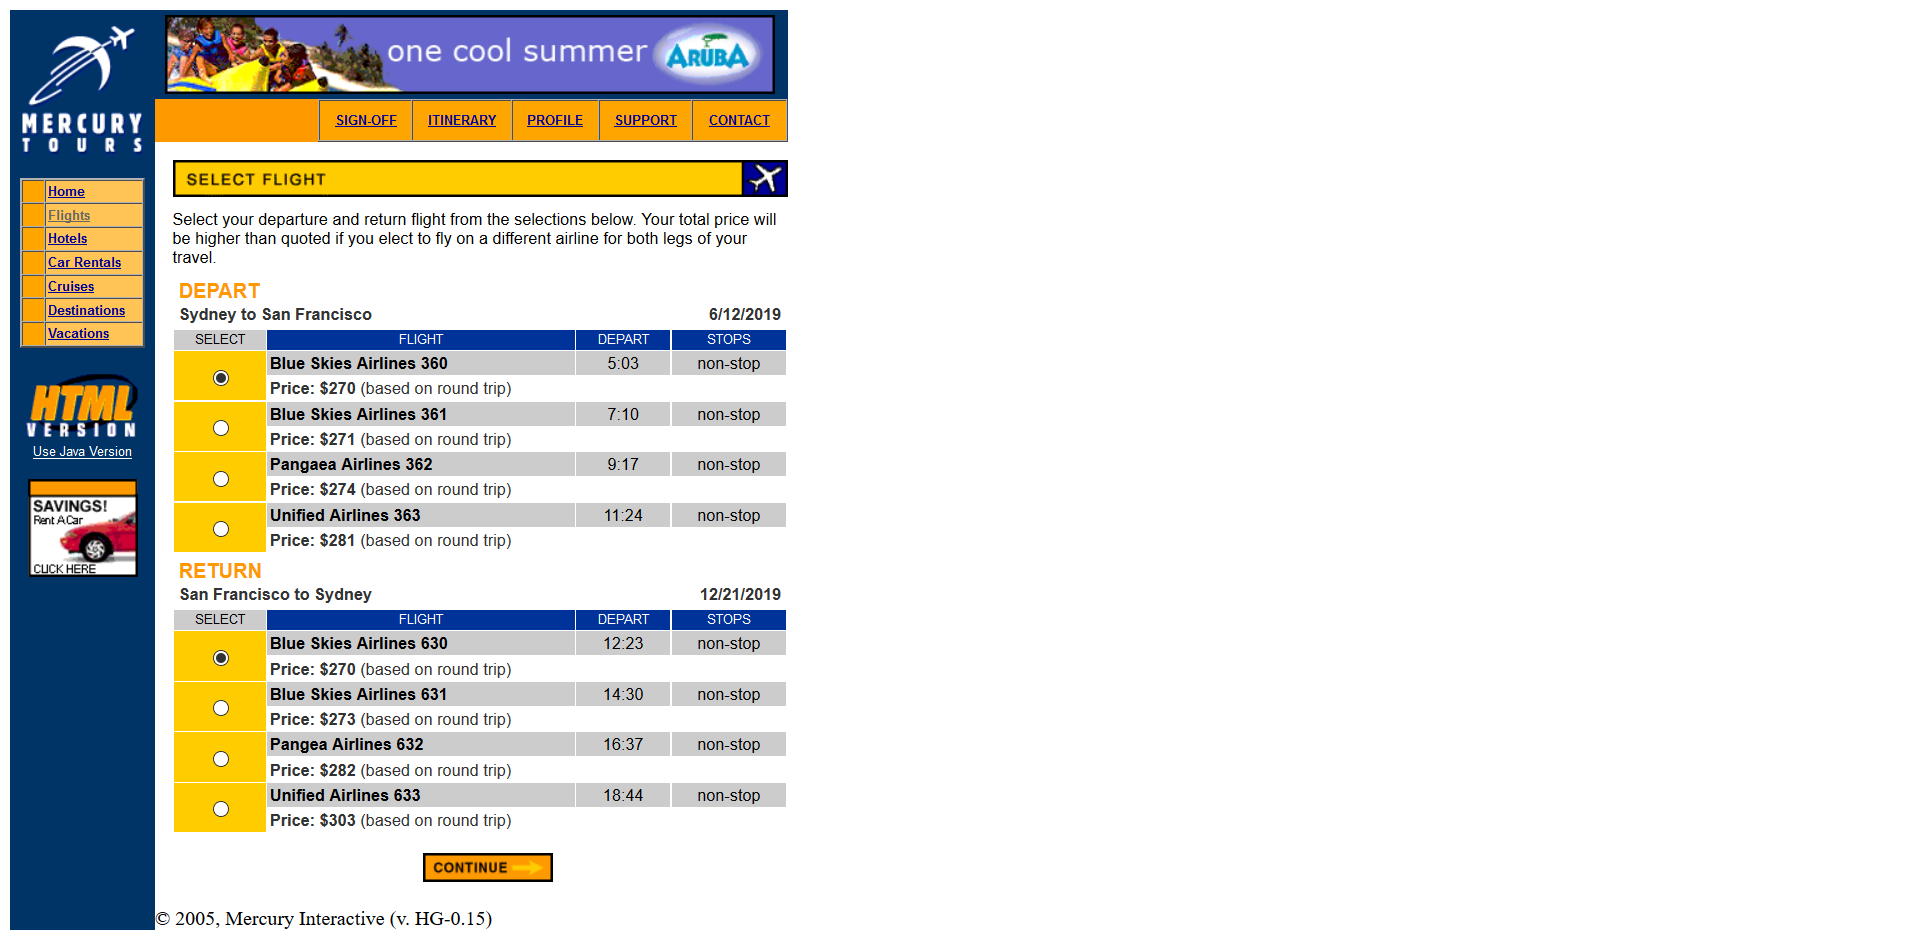 MERCURY
TOURS
one cool summer ARUBA
SIGN-OFF ITINERARY PROFILE SUPPORT CONTACT
Home
Flights
Hotels
Car Rentals
Cruises
Destinations
Vacations
HTML
VERSION
Use Java Version
SAVINGS!
Rent A Car
CLICK HERE
SELECT FLIGHT
Select your departure and return flight from the selections below. Your total price will
be higher than quoted if you elect to fly on a different airline for both legs of your
travel.
DEPART
Sydney to San Francisco 6/12/2019
SELECT FLIGHT DEPART STOPS
Blue Skies Airlines 360 5:03 non-stop
Price: $270 (based on round trip)
Blue Skies Airlines 361 7:10 non-stop
Price: $271 (based on round trip)
Pangaea Airlines 362 9:17 non-stop
Price: $274 (based on round trip)
Unified Airlines 363 11:24 non-stop
Price: $281 (based on round trip)
RETURN
San Francisco to Sydney 12/21/2019
SELECT FLIGHT DEPART STOPS
Blue Skies Airlines 630 12:23 non-stop
Price: $270 (based on round trip)
Blue Skies Airlines 631 14:30 non-stop
Price: $273 (based on round trip)
Pangea Airlines 632 16:37 non-stop
Price: $282 (based on round trip)
Unified Airlines 633 18:44 non-stop
Price: $303 (based on round trip)
CONTINUE
© 2005, Mercury Interactive (v. HG-0.15)